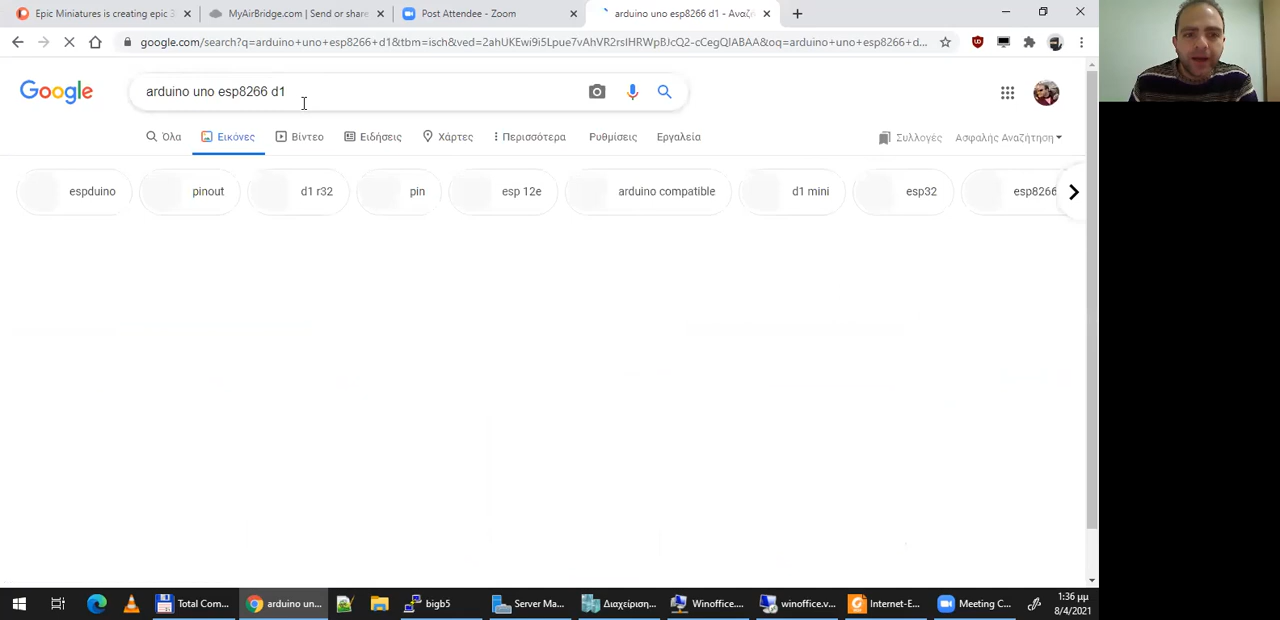 Epic Miniatures is creating epic 3
MyAirBridge.com | Send or share
Post Attendee - Zoom
arduino uno esp8266 d1 - Αναζή
google.com/search?q=arduino+uno+esp8266+d1&tbm=isch&ved=2ahUKEwi9i5Lpue7vAhVR2rsIHRWpBJcQ2-cCegQIABAA&oq=arduino+uno+esp8266+d...
Google
arduino uno esp8266 d1
Όλα Εικόνες Βίντεο Ειδήσεις Χάρτες Περισσότερα Ρυθμίσεις Εργαλεία Συλλογές Ασφαλής Αναζήτηση
espduino pinout d1 r32 pin esp 12e arduino compatible d1 mini esp32 esp8266
Total Com... arduino un... bigb5 Server Ma... Διαχείριση... Winoffice.... winoffice.v... Internet-E... Meeting C...
1:36 μμ
8/4/2021